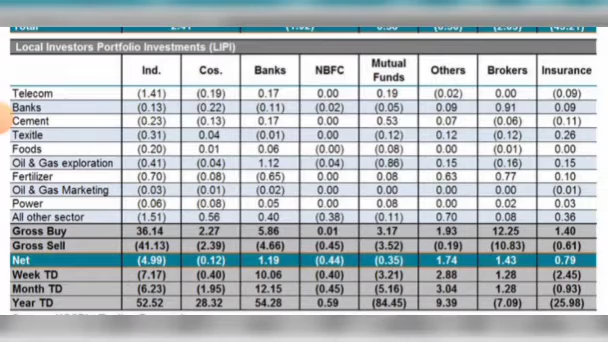 Total
Local Investors Portfolio Investments (LIPI)
Ind. Cos. Banks NBFC Mutual Funds Others Brokers Insurance
Telecom (1.41) (0.19) 0.17 0.00 0.19 (0.02) 0.00 (0.09)
Banks (0.13) (0.22) (0.11) (0.02) (0.05) 0.09 0.91 0.09
Cement (0.23) (0.13) 0.17 0.00 0.53 0.07 (0.06) (0.11)
Texitle (0.31) 0.04 (0.01) 0.00 (0.12) 0.12 (0.12) 0.26
Foods (0.20) 0.01 0.06 (0.00) (0.08) 0.00 (0.01) 0.00
Oil & Gas exploration (0.41) (0.04) 1.12 (0.04) (0.86) 0.15 (0.16) 0.15
Fertilizer (0.70) (0.08) (0.65) 0.00 0.08 0.63 0.77 0.10
Oil & Gas Marketing (0.03) (0.01) (0.02) 0.00 0.00 0.00 0.00 (0.01)
Power (0.06) (0.08) 0.05 0.00 0.08 0.00 0.02 0.03
All other sector (1.51) 0.56 0.40 (0.38) (0.11) 0.70 0.08 0.36
Gross Buy 36.14 2.27 5.86 0.01 3.17 1.93 12.25 1.40
Gross Sell (41.13) (2.39) (4.66) (0.45) (3.52) (0.19) (10.83) (0.61)
Net (4.99) (0.12) 1.19 (0.44) (0.35) 1.74 1.43 0.79
Week TD (7.17) (0.40) 10.06 (0.40) (3.21) 2.88 1.28 (2.45)
Month TD (6.23) (1.95) 12.15 (0.45) (5.16) 3.04 1.28 (0.93)
Year TD 52.52 28.32 54.28 0.59 (84.45) 9.39 (7.09) (25.98)